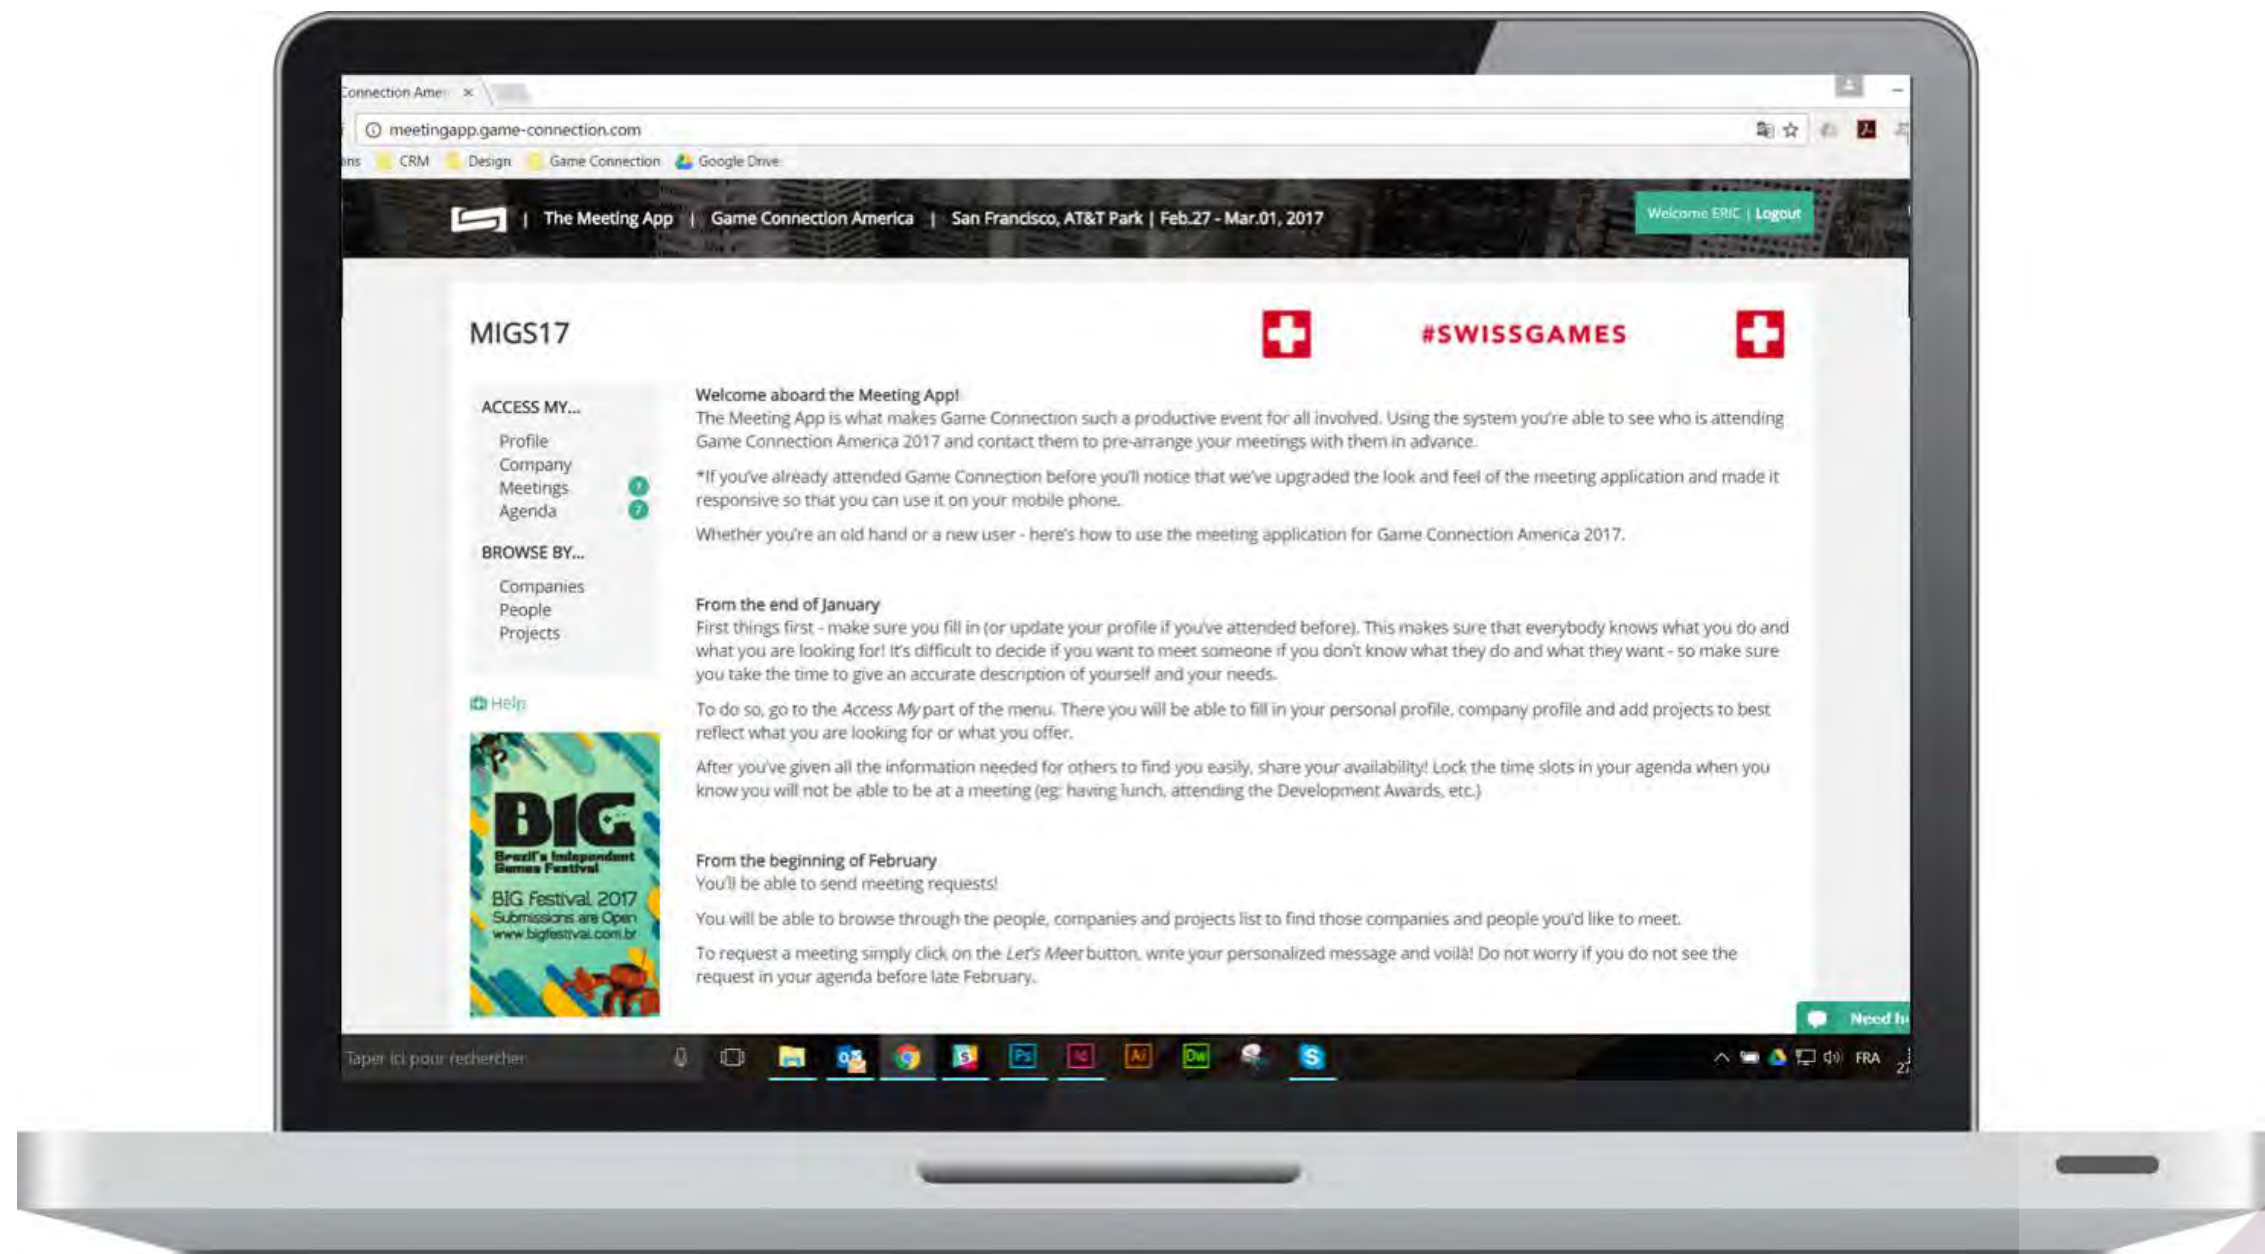 Connection Amer
meetingapp.game-connection.com
ons CRM Design Game Connection Google Drive
| The Meeting App | Game Connection America | San Francisco, AT&T Park | Feb.27 - Mar.01, 2017
Welcome ERIC | Logout
MIGS17
#SWISSGAMES
ACCESS MY...
Profile
Company
Meetings
Agenda 7
BROWSE BY...
Companies
People
Projects
Help
BIG
Brazil's Independent
Games Festival
BIG Festival 2017
Submissions are Open
www.bigfestival.com.br
Welcome aboard the Meeting App!
The Meeting App is what makes Game Connection such a productive event for all involved. Using the system you're able to see who is attending
Game Connection America 2017 and contact them to pre-arrange your meetings with them in advance.
*If you've already attended Game Connection before you'll notice that we've upgraded the look and feel of the meeting application and made it
responsive so that you can use it on your mobile phone.
Whether you're an old hand or a new user - here's how to use the meeting application for Game Connection America 2017.
From the end of January
First things first - make sure you fill in (or update your profile if you've attended before). This makes sure that everybody knows what you do and
what you are looking for! It's difficult to decide if you want to meet someone if you don't know what they do and what they want - so make sure
you take the time to give an accurate description of yourself and your needs.
To do so, go to the Access My part of the menu. There you will be able to fill in your personal profile, company profile and add projects to best
reflect what you are looking for or what you offer.
After you've given all the information needed for others to find you easily, share your availability! Lock the time slots in your agenda when you
know you will not be able to be at a meeting (eg: having lunch, attending the Development Awards, etc.)
From the beginning of February
You'll be able to send meeting requests!
You will be able to browse through the people, companies and projects list to find those companies and people you'd like to meet.
To request a meeting simply click on the Let's Meet button, write your personalized message and voilà! Do not worry if you do not see the
request in your agenda before late February.
Need h
Taper ici pour rechercher
Ps Id Ai Dw S
FRA
27